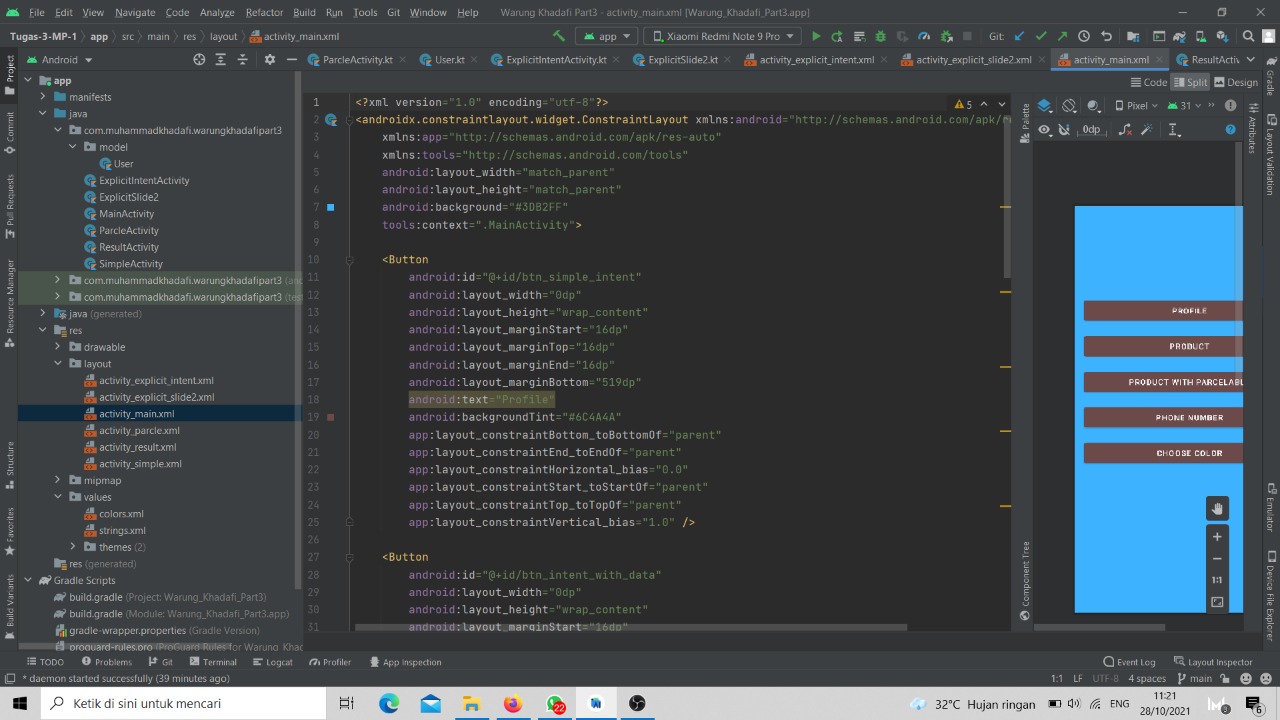 File Edit View Navigate Code Analyze Refactor Build Run Tools Git Window Help Warung Khadafi Part3 - activity_main.xml [Warung_Khadafi_Part3.app]
Tugas-3-MP-1 app src main res layout activity_main.xml app Xiaomi Redmi Note 9 Pro Git:
Android ParcleActivity.kt User.kt ExplicitIntentActivity.kt ExplicitSlide2.kt activity_explicit_intent.xml activity_explicit_slide2.xml activity_main.xml ResultActiv
Code Split Design
Pixel 31
0dp
Project
Commit
Pull Requests
Resource Manager
Structure
Favorites
Build Variants
app
manifests
java
com.muhammadkhadafi.warungkhadafipart3
model
User
ExplicitIntentActivity
ExplicitSlide2
MainActivity
ParcleActivity
ResultActivity
SimpleActivity
com.muhammadkhadafi.warungkhadafipart3 (and
com.muhammadkhadafi.warungkhadafipart3 (tes
java (generated)
res
drawable
layout
activity_explicit_intent.xml
activity_explicit_slide2.xml
activity_main.xml
activity_parcle.xml
activity_result.xml
activity_simple.xml
mipmap
values
colors.xml
strings.xml
themes (2)
res (generated)
Gradle Scripts
build.gradle (Project: Warung_Khadafi_Part3)
build.gradle (Module: Warung_Khadafi_Part3.app)
gradle-wrapper.properties (Gradle Version)
proguard-rules.pro (ProGuard Rules for Warung_Khad
5
1 <?xml version="1.0" encoding="utf-8"?>
2 <androidx.constraintlayout.widget.ConstraintLayout xmlns:android="http://schemas.android.com/apk/r
3 xmlns:app="http://schemas.android.com/apk/res-auto"
4 xmlns:tools="http://schemas.android.com/tools"
5 android:layout_width="match_parent"
6 android:layout_height="match_parent"
7 android:background="#3DB2FF"
8 tools:context=".MainActivity">
9
10 <Button
11 android:id="@+id/btn_simple_intent"
12 android:layout_width="0dp"
13 android:layout_height="wrap_content"
14 android:layout_marginStart="16dp"
15 android:layout_marginTop="16dp"
16 android:layout_marginEnd="16dp"
17 android:layout_marginBottom="519dp"
18 android:text="Profile"
19 android:backgroundTint="#6C4A4A"
20 app:layout_constraintBottom_toBottomOf="parent"
21 app:layout_constraintEnd_toEndOf="parent"
22 app:layout_constraintHorizontal_bias="0.0"
23 app:layout_constraintStart_toStartOf="parent"
24 app:layout_constraintTop_toTopOf="parent"
25 app:layout_constraintVertical_bias="1.0" />
26
27 <Button
28 android:id="@+id/btn_intent_with_data"
29 android:layout_width="0dp"
30 android:layout_height="wrap_content"
31 android:layout_marginStart="16dp"
Palette
Component Tree
PROFILE
PRODUCT
PRODUCT WITH PARCELABL
PHONE NUMBER
CHOOSE COLOR
1:1
Attributes
Gradle
Layout Validation
Emulator
Device File Explorer
TODO Problems Git Terminal Logcat Profiler App Inspection Event Log Layout Inspector
* daemon started successfully (39 minutes ago) 1:1 LF UTF-8 4 spaces main
Ketik di sini untuk mencari 22 32°C Hujan ringan ENG 11:21
28/10/2021 6